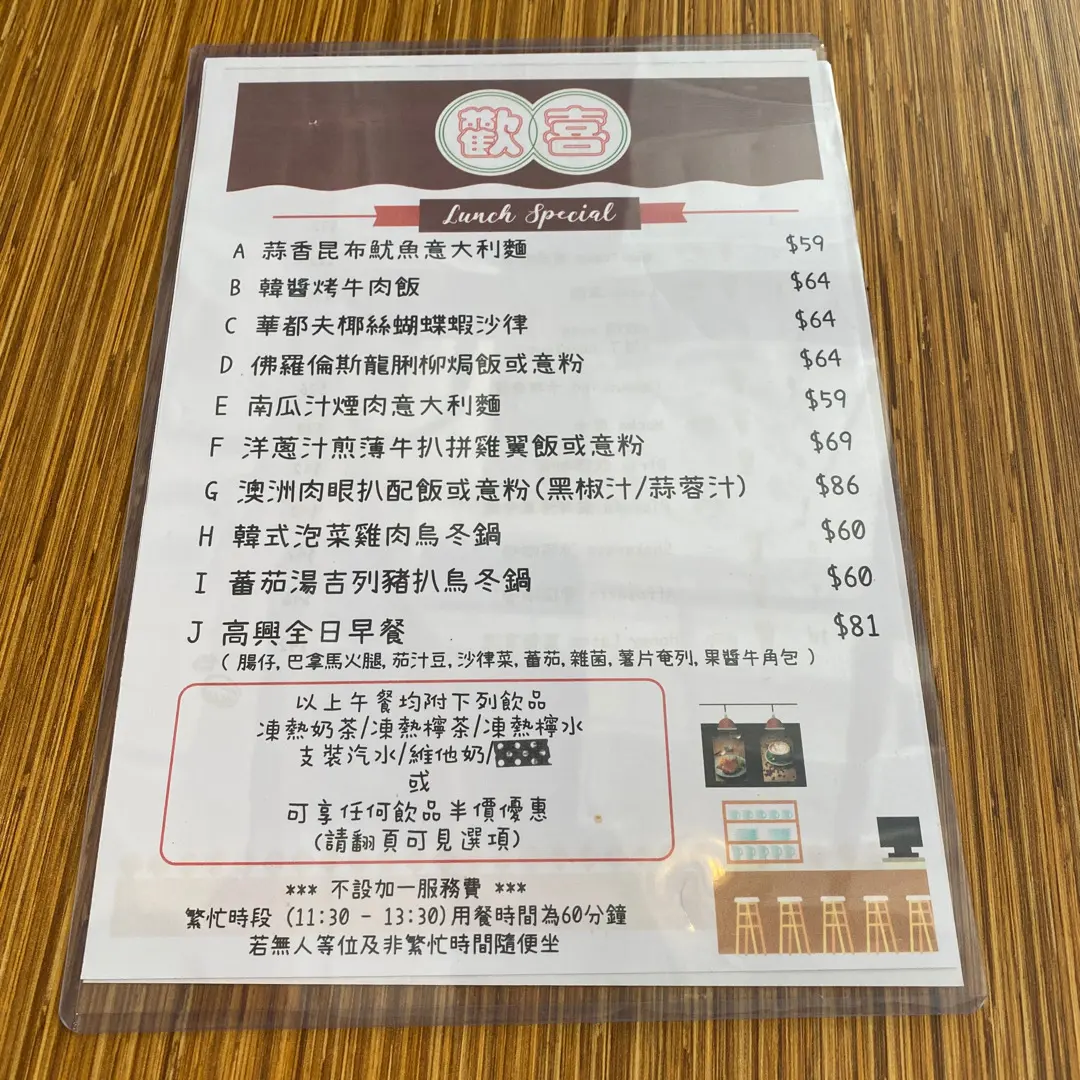 歡喜
Lunch Special
A 蒜香昆布魷魚意大利麵 $59
B 韓醬烤牛肉飯 $64
C 華都夫椰絲蝴蝶蝦沙律 $64
D 佛羅倫斯龍脷柳焗飯或意粉 $64
E 南瓜汁煙肉意大利麵 $59
F 洋蔥汁煎薄牛扒拼雞翼飯或意粉 $69
G 澳洲肉眼扒配飯或意粉(黑椒汁/蒜蓉汁) $86
H 韓式泡菜雞肉烏冬鍋 $60
I 蕃茄湯吉列豬扒烏冬鍋 $60
J 高興全日早餐 $81
( 腸仔, 巴拿馬火腿, 茄汁豆, 沙律菜, 蕃茄, 雜菌, 薯片奄列, 果醬牛角包 )
以上午餐均附下列飲品
凍熱奶茶/凍熱檸茶/凍熱檸水
支裝汽水/維他奶/
或
可享任何飲品半價優惠
(請翻頁可見選項)
*** 不設加一服務費 ***
繁忙時段 (11:30 - 13:30)用餐時間為60分鐘
若無人等位及非繁忙時間隨便坐